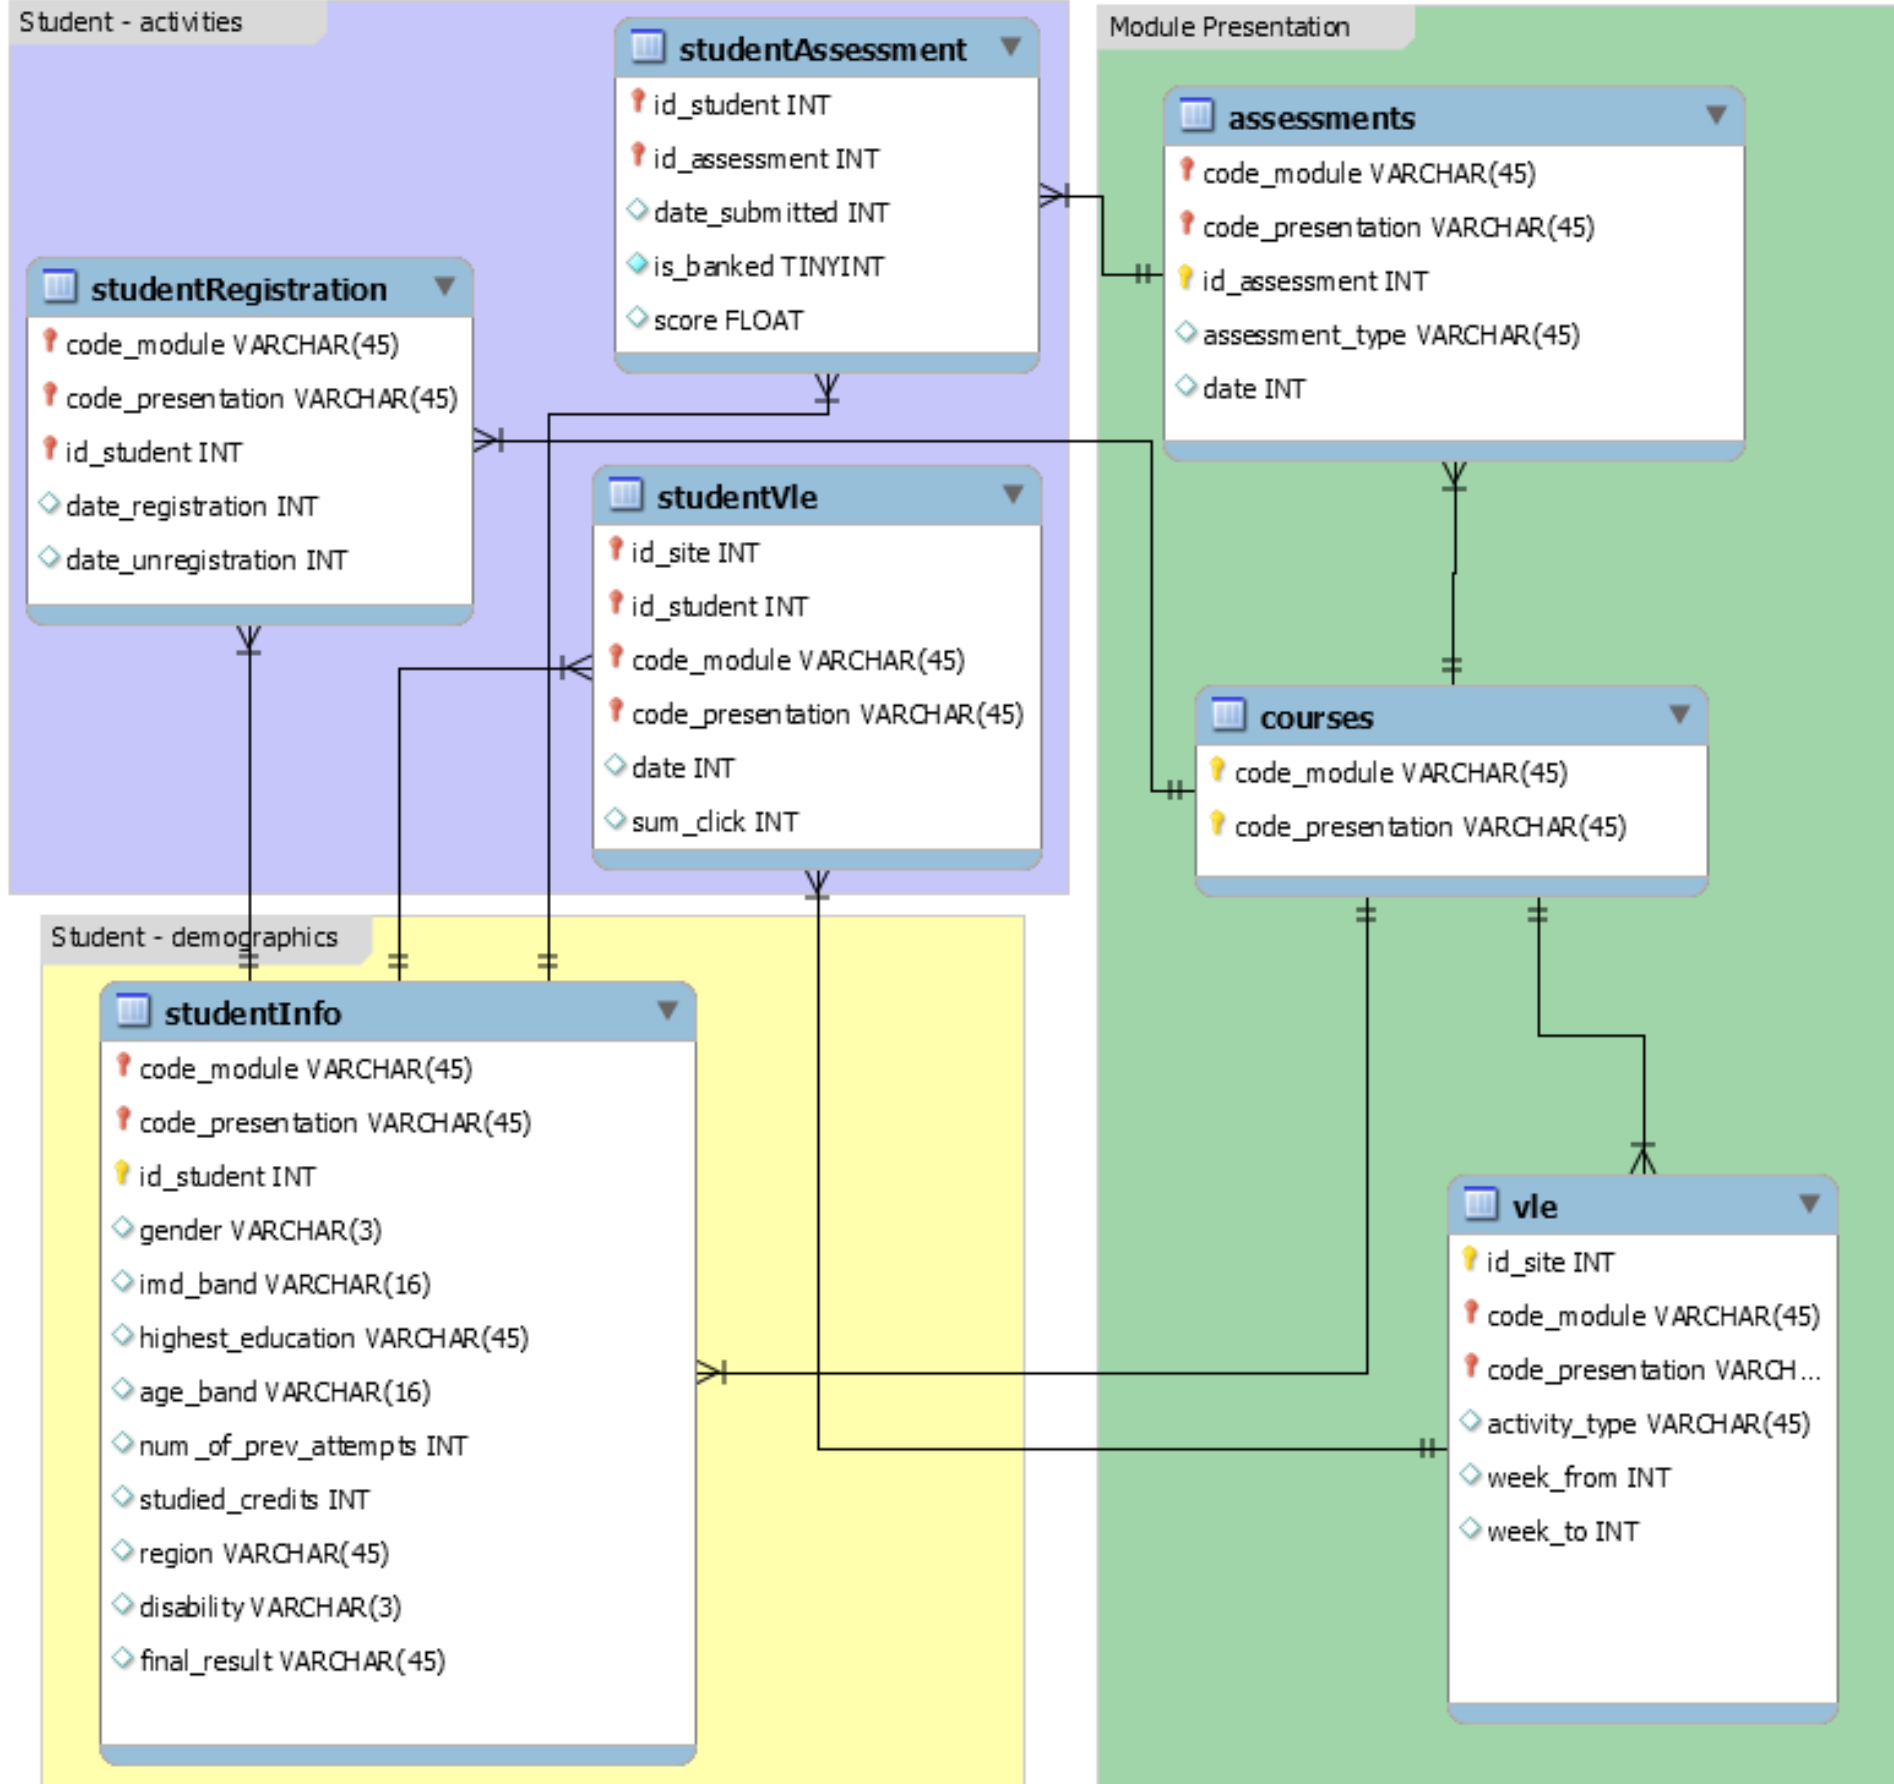 Student - activities
studentAssessment
id_student INT
id_assessment INT
date_submitted INT
is_banked TINYINT
score FLOAT
studentRegistration
code_module VARCHAR(45)
code_presentation VARCHAR(45)
id_student INT
date_registration INT
date_unregistration INT
studentVle
id_site INT
id_student INT
code_module VARCHAR(45)
code_presentation VARCHAR(45)
date INT
sum_click INT
Student - demographics
studentInfo
code_module VARCHAR(45)
code_presentation VARCHAR(45)
id_student INT
gender VARCHAR(3)
imd_band VARCHAR(16)
highest_education VARCHAR(45)
age_band VARCHAR(16)
num_of_prev_attempts INT
studied_credits INT
region VARCHAR(45)
disability VARCHAR(3)
final_result VARCHAR(45)
Module Presentation
assessments
code_module VARCHAR(45)
code_presentation VARCHAR(45)
id_assessment INT
assessment_type VARCHAR(45)
date INT
courses
code_module VARCHAR(45)
code_presentation VARCHAR(45)
vle
id_site INT
code_module VARCHAR(45)
code_presentation VARCH...
activity_type VARCHAR(45)
week_from INT
week_to INT